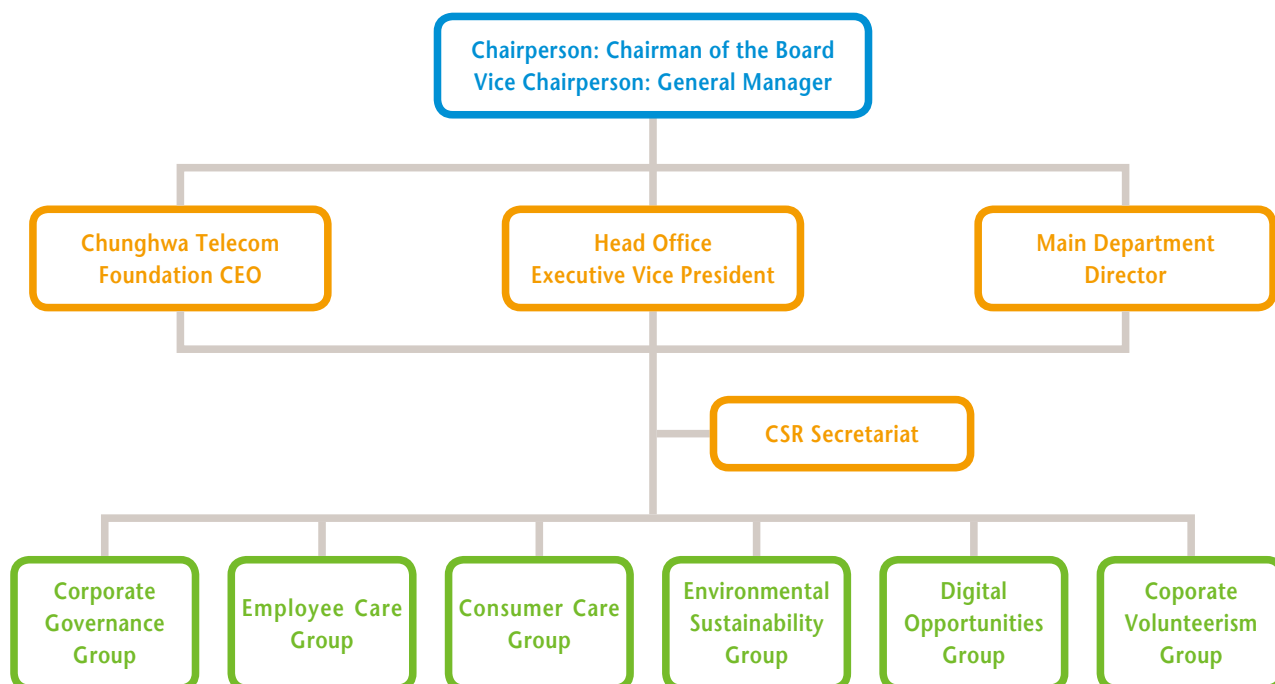 Chairperson: Chairman of the Board
Vice Chairperson: General Manager
Chunghwa Telecom
Foundation CEO
Head Office
Executive Vice President
Main Department
Director
CSR Secretariat
Corporate
Governance
Group
Employee Care
Group
Consumer Care
Group
Environmental
Sustainability
Group
Digital
Opportunities
Group
Coporate
Volunteerism
Group